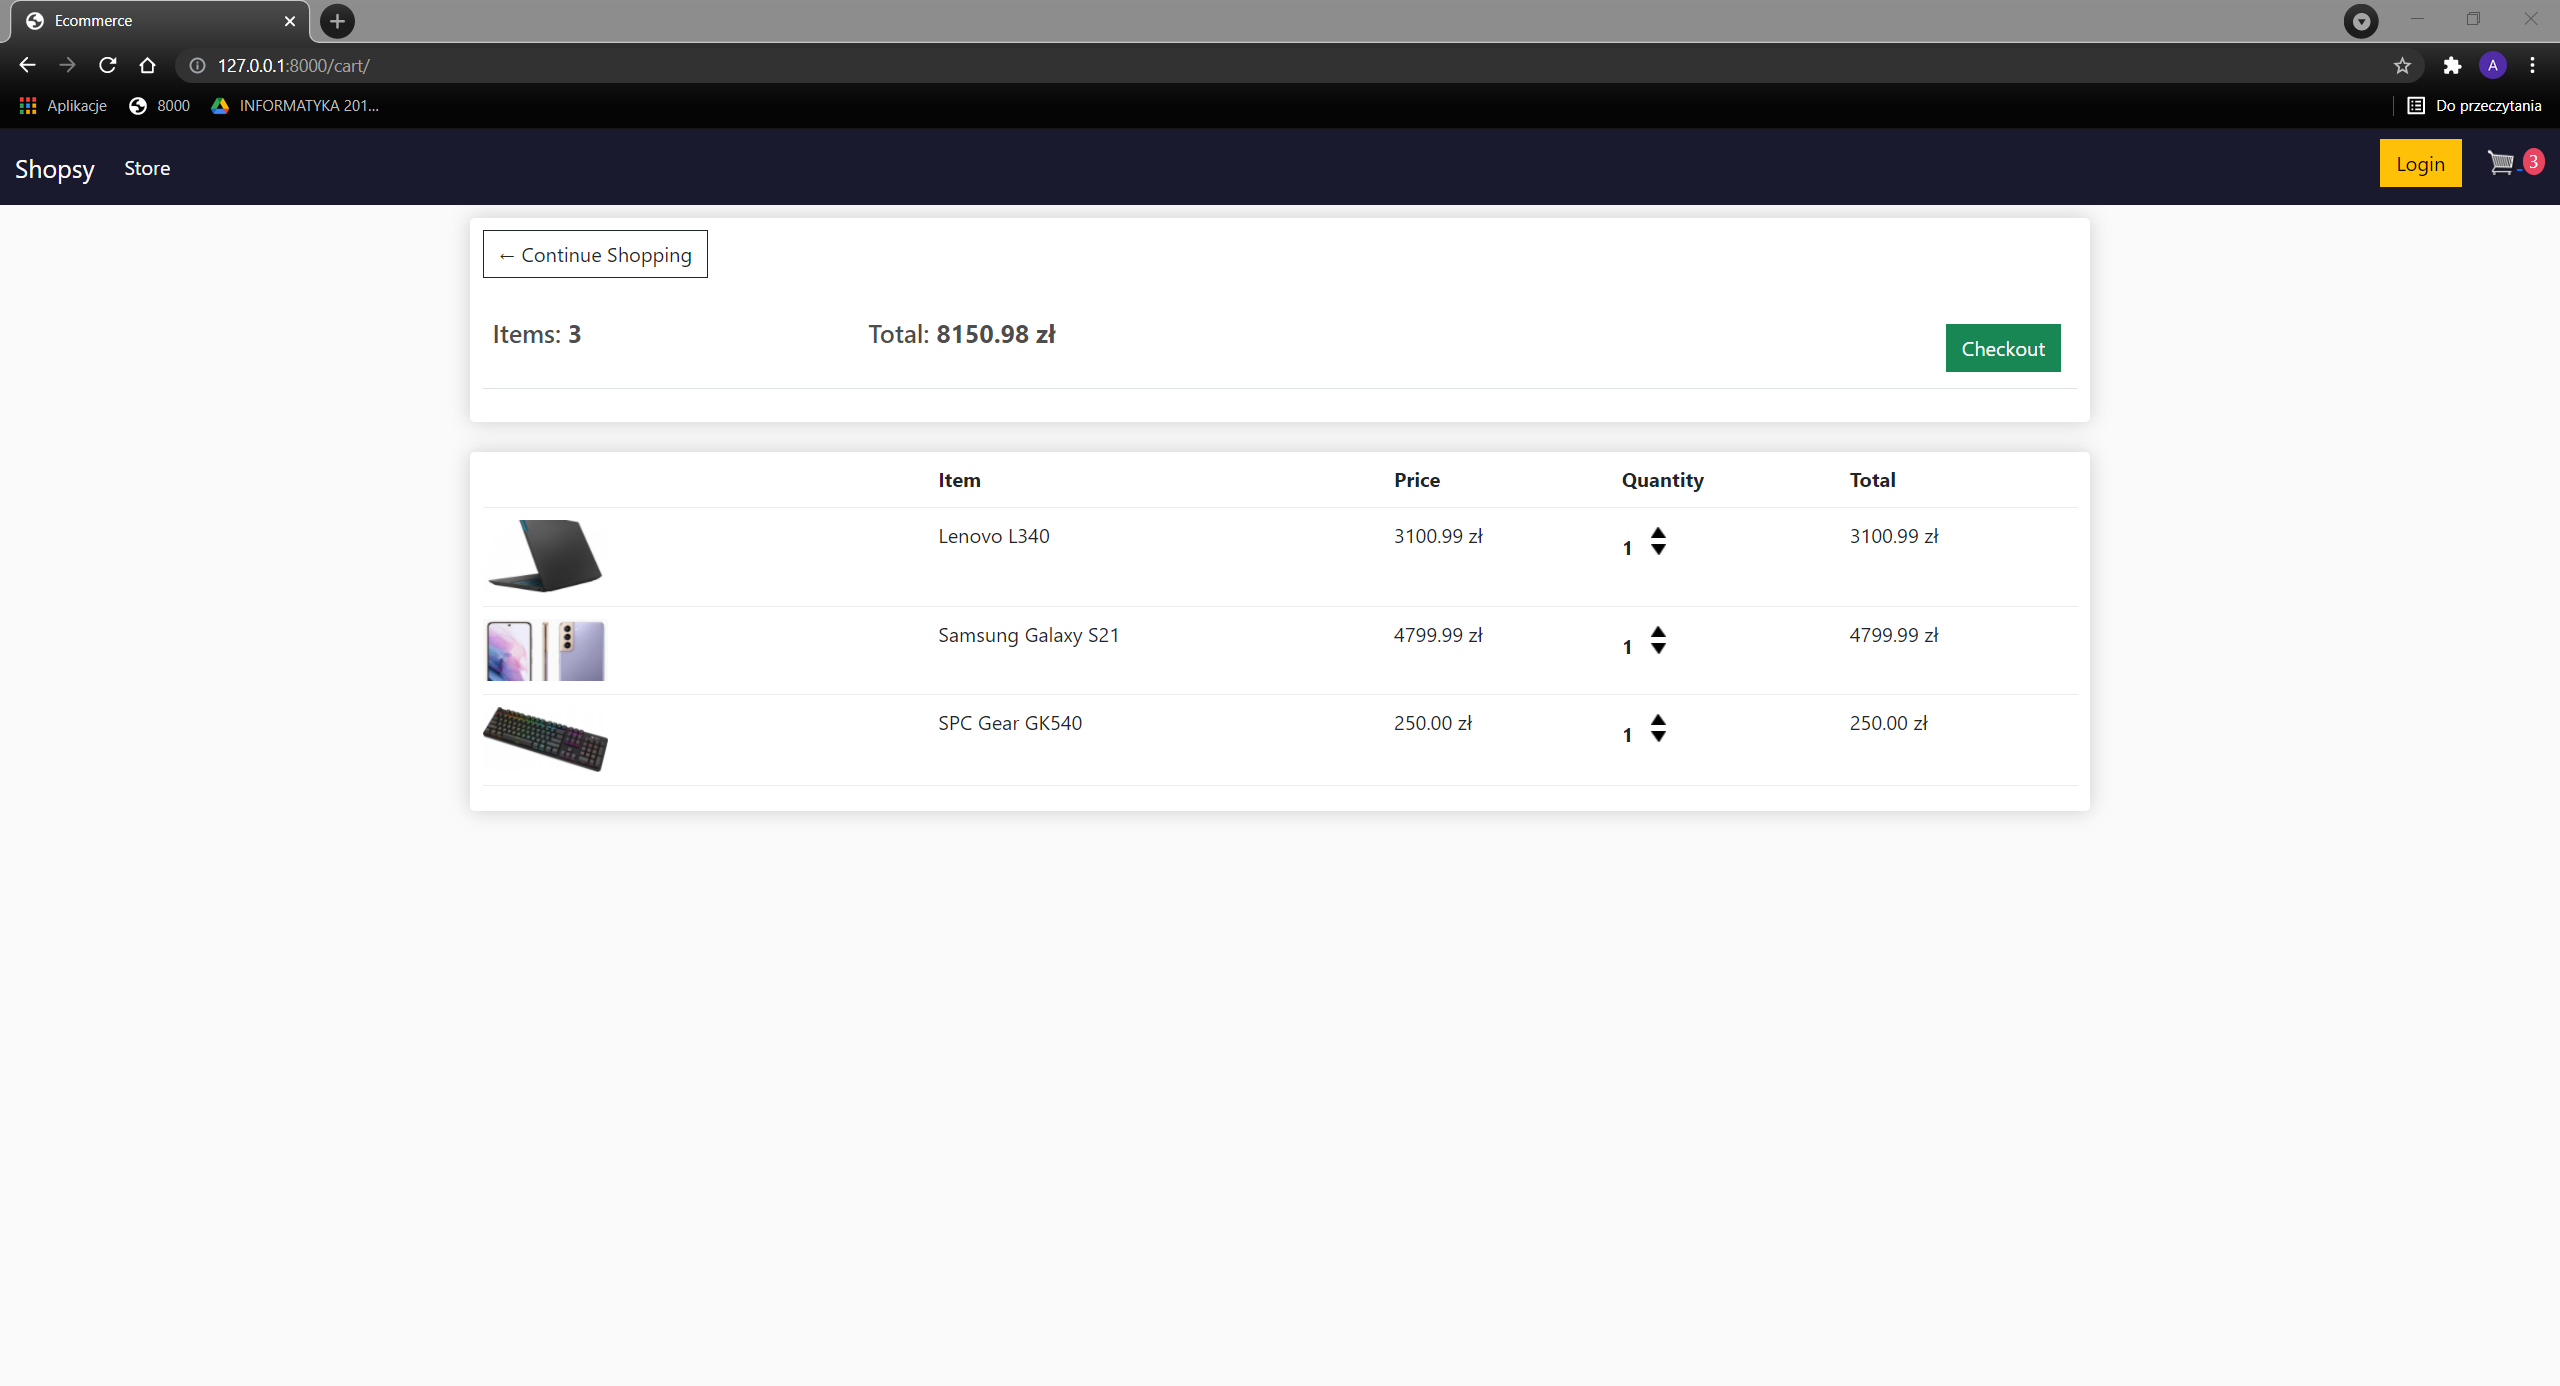 Ecommerce
127.0.0.1:8000/cart/
A
Aplikacje 8000 INFORMATYKA 201... Do przeczytania
Shopsy Store Login 3
← Continue Shopping
Items: 3 Total: 8150.98 zł
Checkout
Item Price Quantity Total
Lenovo L340 3100.99 zł 1 3100.99 zł
Samsung Galaxy S21 4799.99 zł 1 4799.99 zł
SPC Gear GK540 250.00 zł 1 250.00 zł